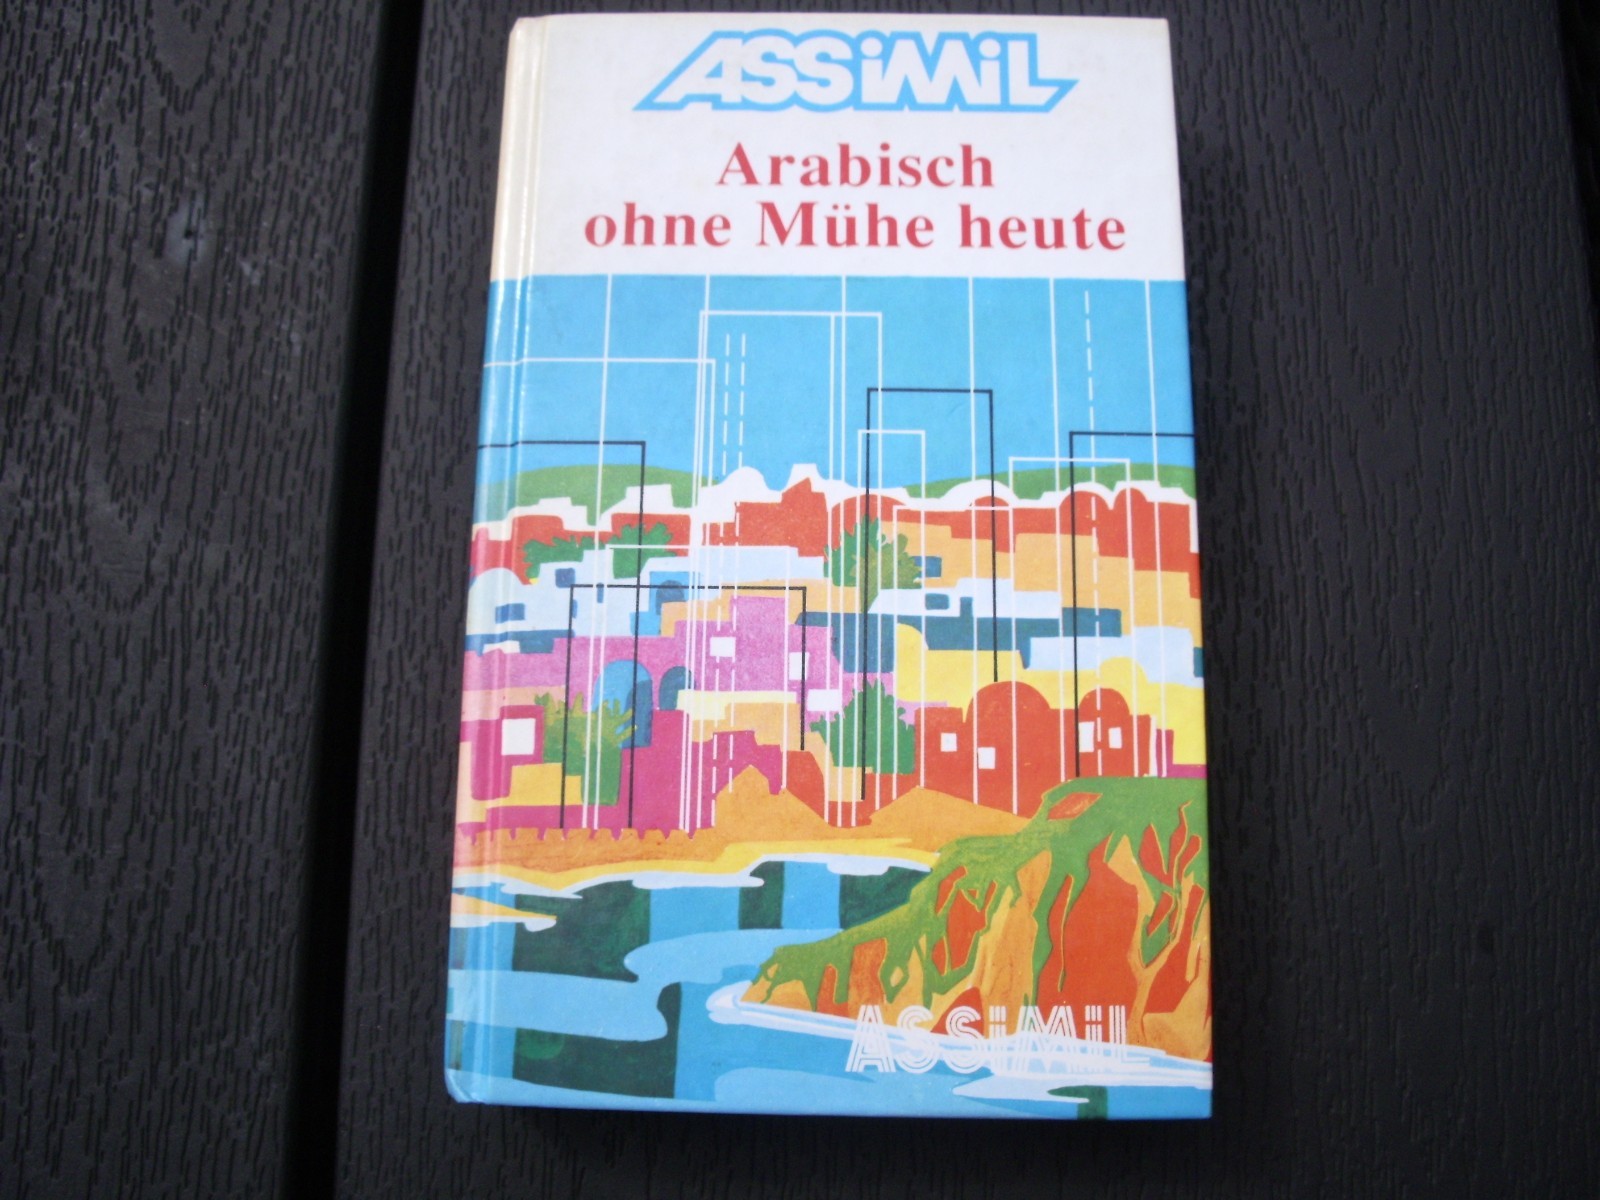 ASSiMiL
Arabisch
ohne Mühe heute
ASSiMiL